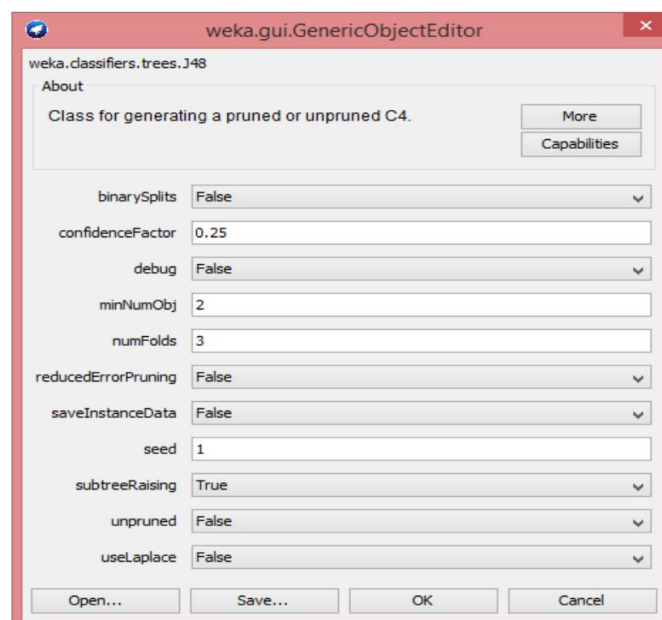 weka.gui.GenericObjectEditor
weka.classifiers.trees.J48
About
Class for generating a pruned or unpruned C4. More
Capabilities
binarySplits False
confidenceFactor 0.25
debug False
minNumObj 2
numFolds 3
reducedErrorPruning False
saveInstanceData False
seed 1
subtreeRaising True
unpruned False
useLaplace False
Open... Save... OK Cancel